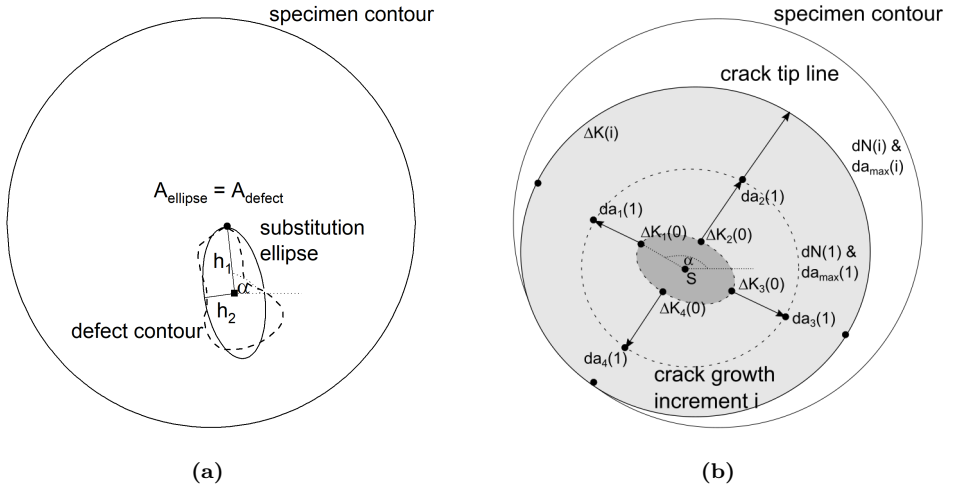 specimen contour
A_ellipse = A_defect
substitution
ellipse
h_1
α
h_2
defect contour
(a)
specimen contour
crack tip line
ΔK(i)
dN(i) &
da_max(i)
da_2(1)
da_1(1)
ΔK_1(0)
ΔK_2(0)
α
dN(1) &
da_max(1)
S
ΔK_3(0)
ΔK_4(0)
da_3(1)
da_4(1)
crack growth
increment i
(b)